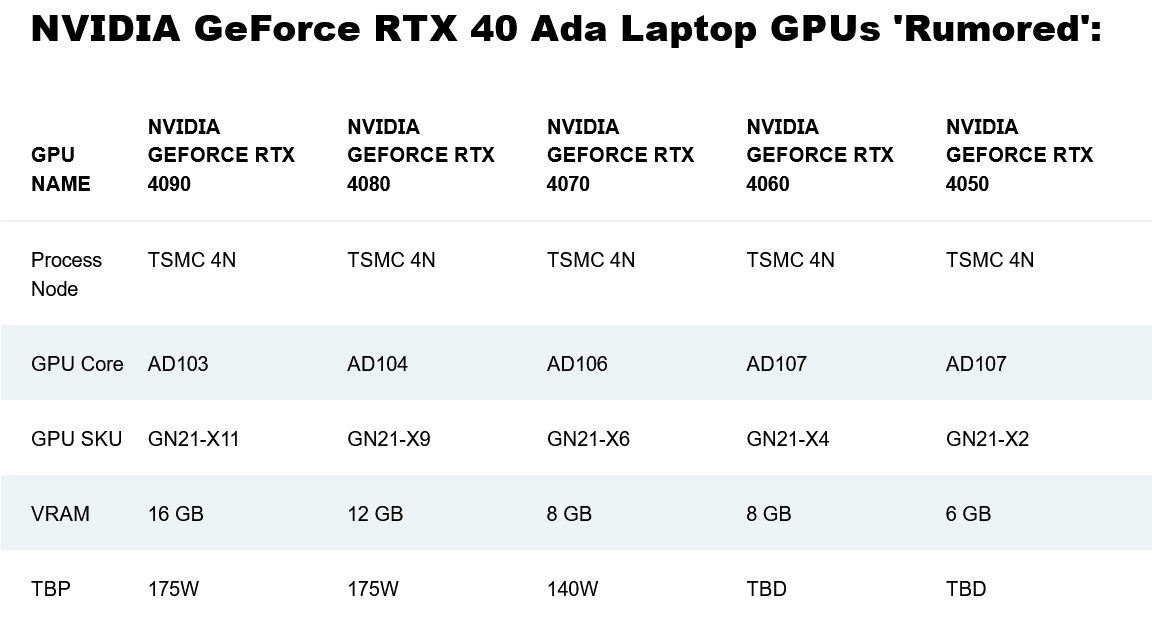 NVIDIA GeForce RTX 40 Ada Laptop GPUs 'Rumored':
GPU NAME NVIDIA GEFORCE RTX 4090 NVIDIA GEFORCE RTX 4080 NVIDIA GEFORCE RTX 4070 NVIDIA GEFORCE RTX 4060 NVIDIA GEFORCE RTX 4050
Process Node TSMC 4N TSMC 4N TSMC 4N TSMC 4N TSMC 4N
GPU Core AD103 AD104 AD106 AD107 AD107
GPU SKU GN21-X11 GN21-X9 GN21-X6 GN21-X4 GN21-X2
VRAM 16 GB 12 GB 8 GB 8 GB 6 GB
TBP 175W 175W 140W TBD TBD